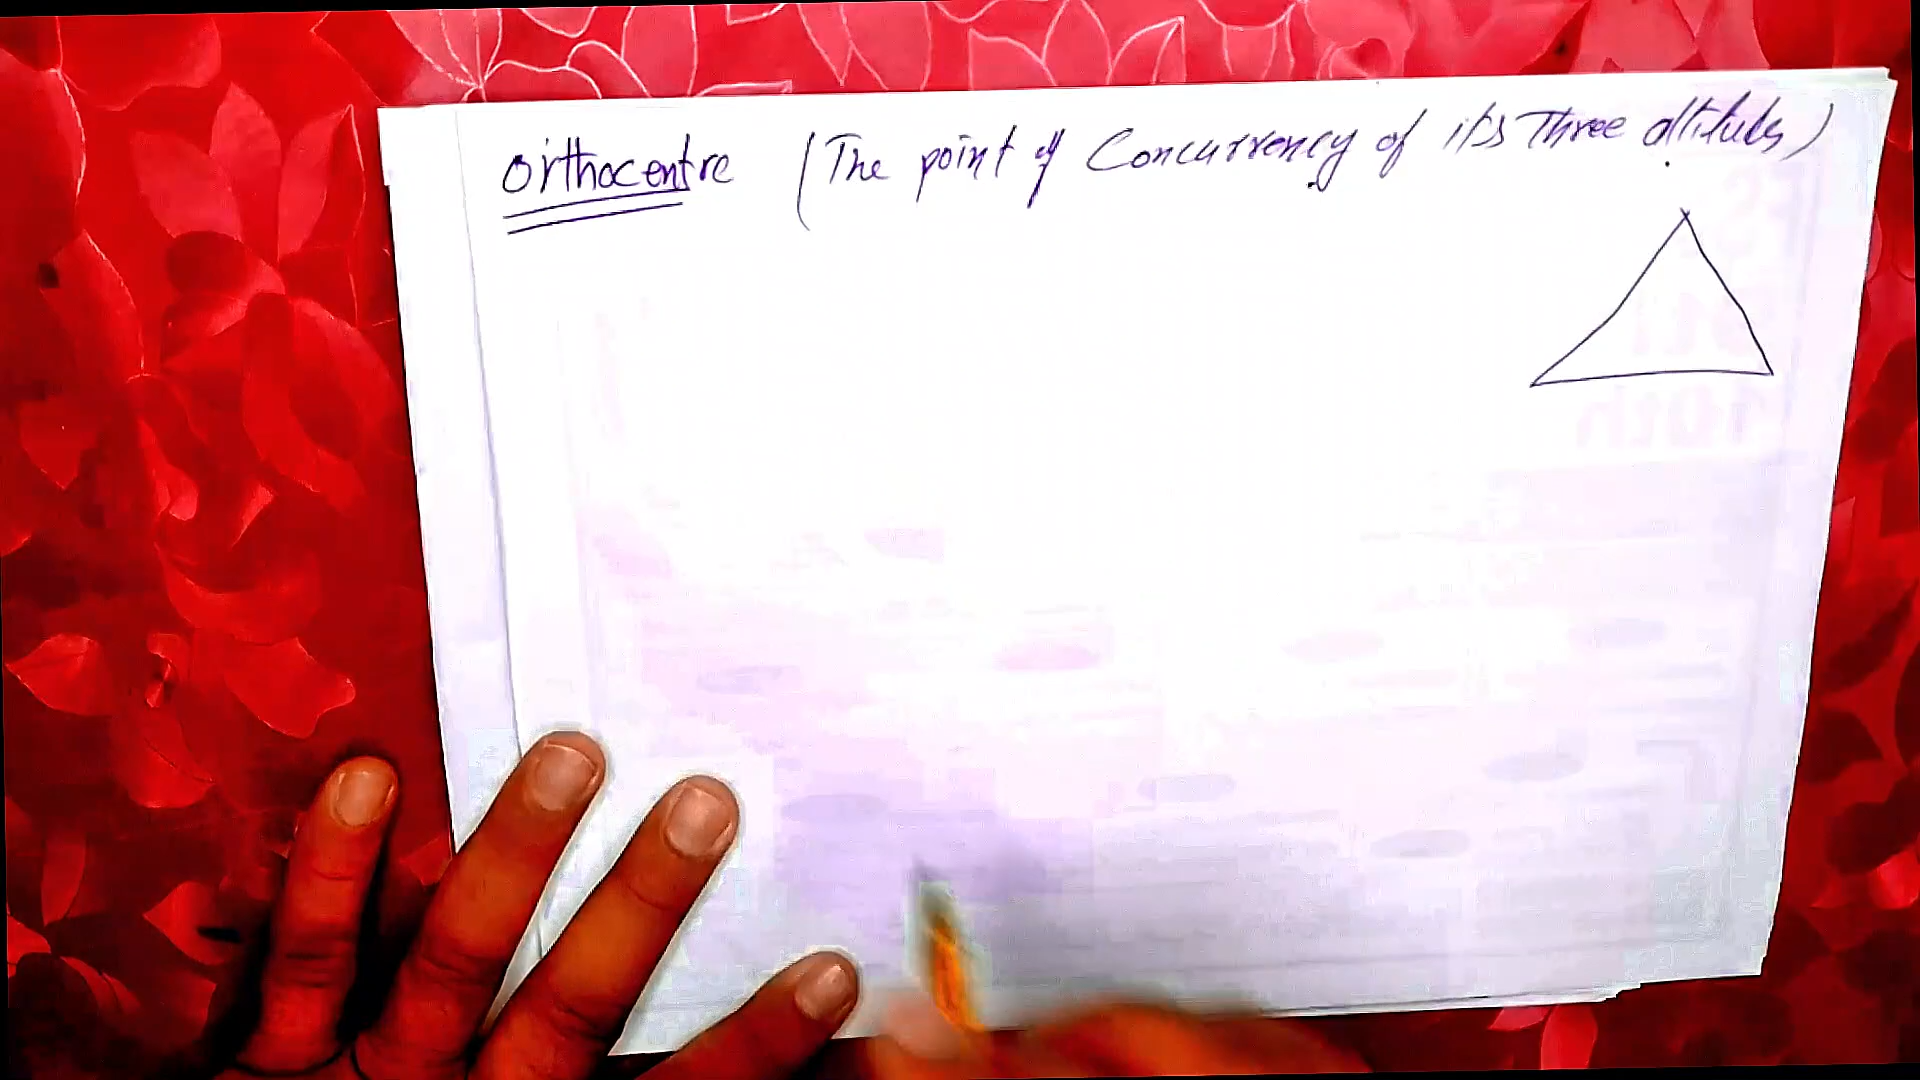 orthocentre (The point of Concurrency of its Three altitudes)